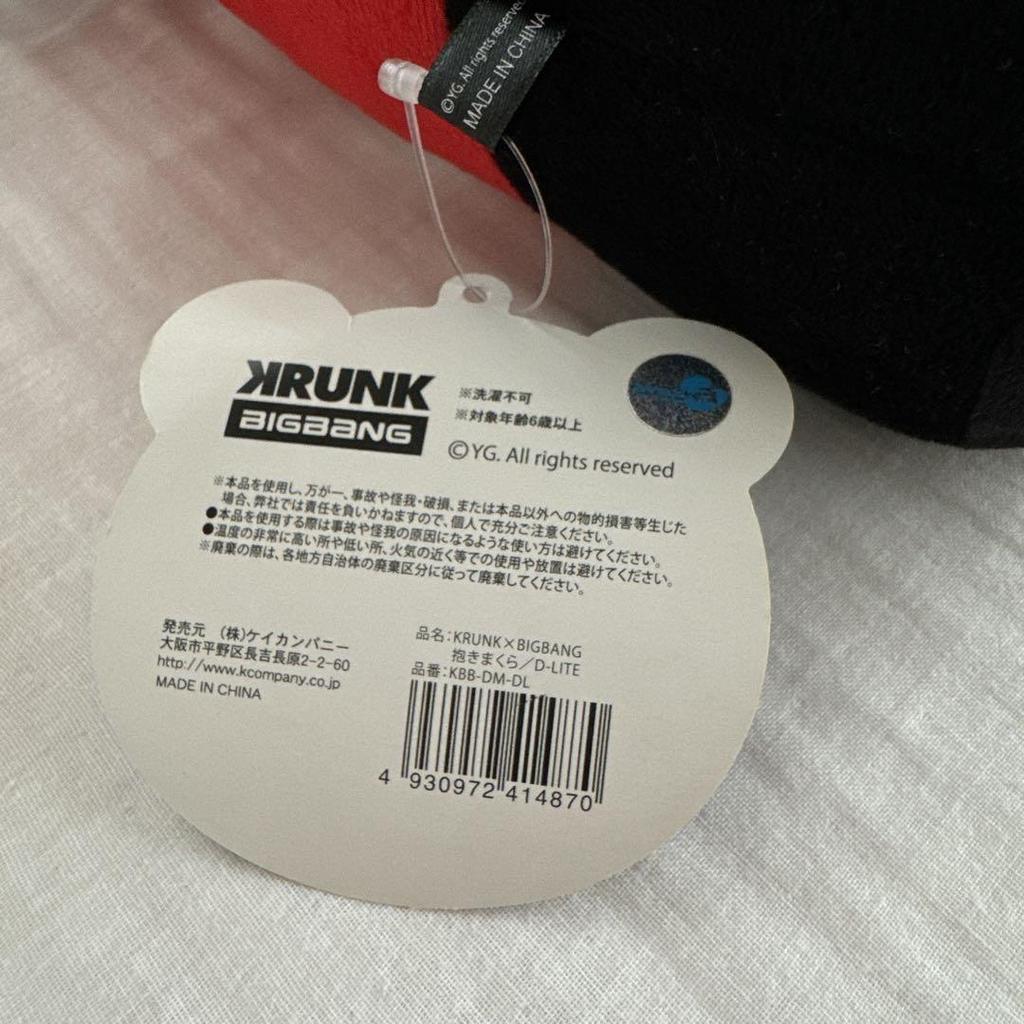 ©YG. All rights reserved
MADE IN CHINA
KRUNK
BIGBANG
※洗濯不可
※対象年齢6歳以上
©YG. All rights reserved
※本品を使用し、万が一、事故や怪我・破損、または本品以外への物的損害等生じた
場合、弊社では責任を負いかねますので、個人で充分ご注意ください。
●本品を使用する際は事故や怪我の原因になるような使い方は避けてください。
●温度の非常に高い所や低い所、火気の近く等での使用や放置は避けてください。
※廃棄の際は、各地方自治体の廃棄区分に従って廃棄してください。
発売元 (株)ケイカンパニー
大阪市平野区長吉長原2-2-60
http://www.kcompany.co.jp
MADE IN CHINA
品名:KRUNK×BIGBANG
抱きまくら/D-LITE
品番:KBB-DM-DL
4 930972 414870